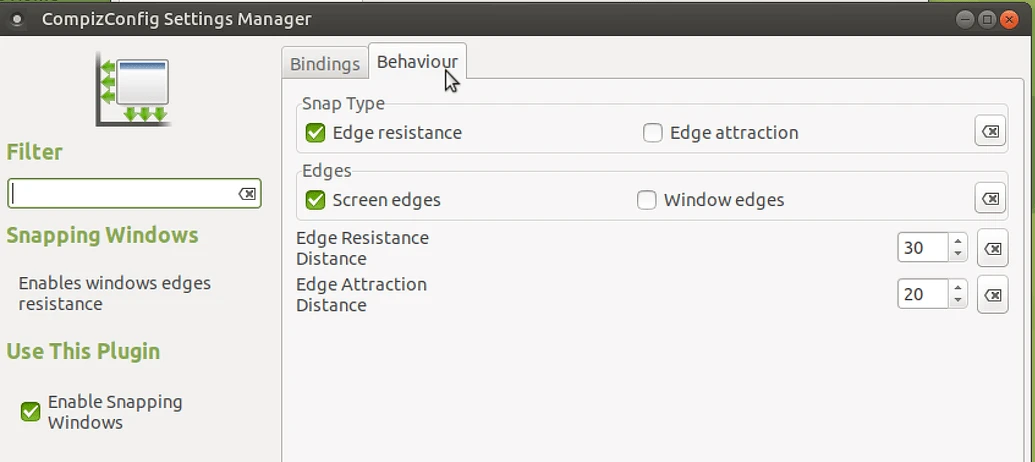 CompizConfig Settings Manager
Filter
Snapping Windows
Enables windows edges
resistance
Use This Plugin
Enable Snapping
Windows
Bindings
Behaviour
Snap Type
Edge resistance
Edge attraction
Edges
Screen edges
Window edges
Edge Resistance
Distance
30
Edge Attraction
Distance
20